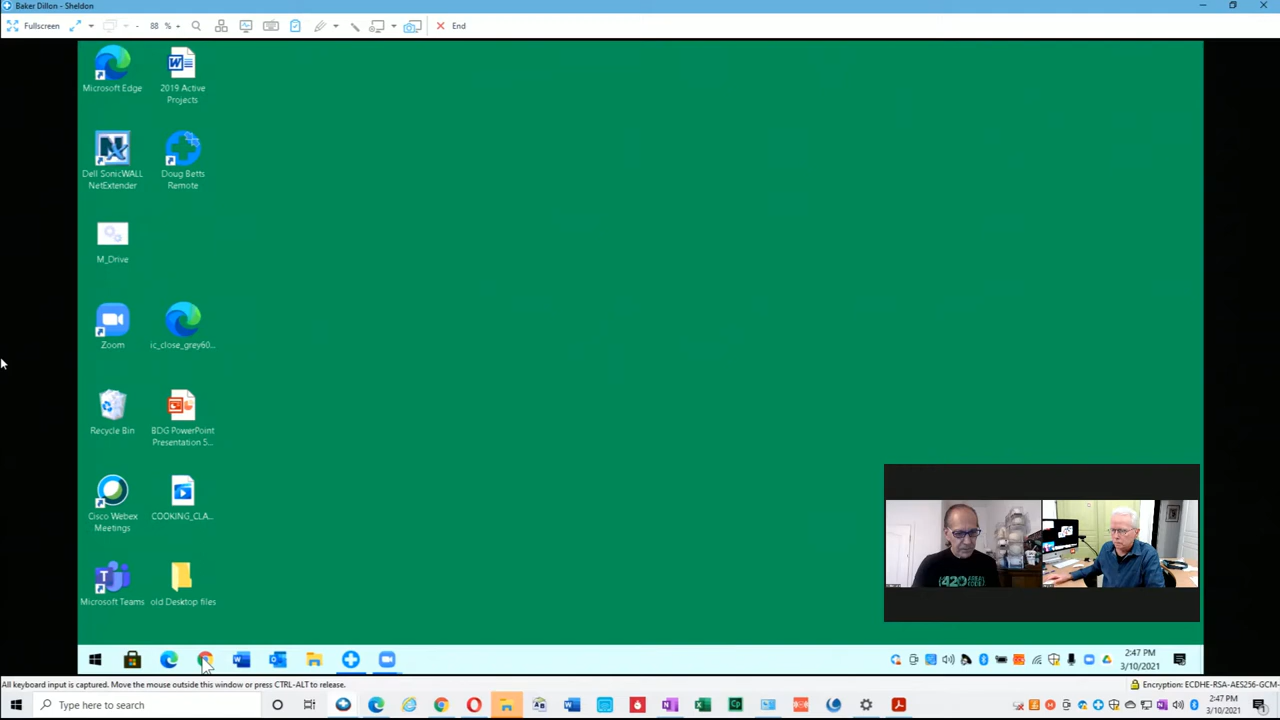 Baker Dillon - Sheldon
Fullscreen - 88 % - End
Microsoft Edge
2019 Active
Projects
Dell SonicWALL
NetExtender
Doug Betts
Remote
M_Drive
Zoom
ic_close_grey60...
Recycle Bin
BDG PowerPoint
Presentation 5...
Cisco Webex
Meetings
COOKING_CLA...
Microsoft Teams
old Desktop files
420
2:47 PM
3/10/2021
All keyboard input is captured. Move the mouse outside this window or press CTRL-ALT to release.
Encryption: ECDHE-RSA-AES256-GCM-
Type here to search
2:47 PM
3/10/2021